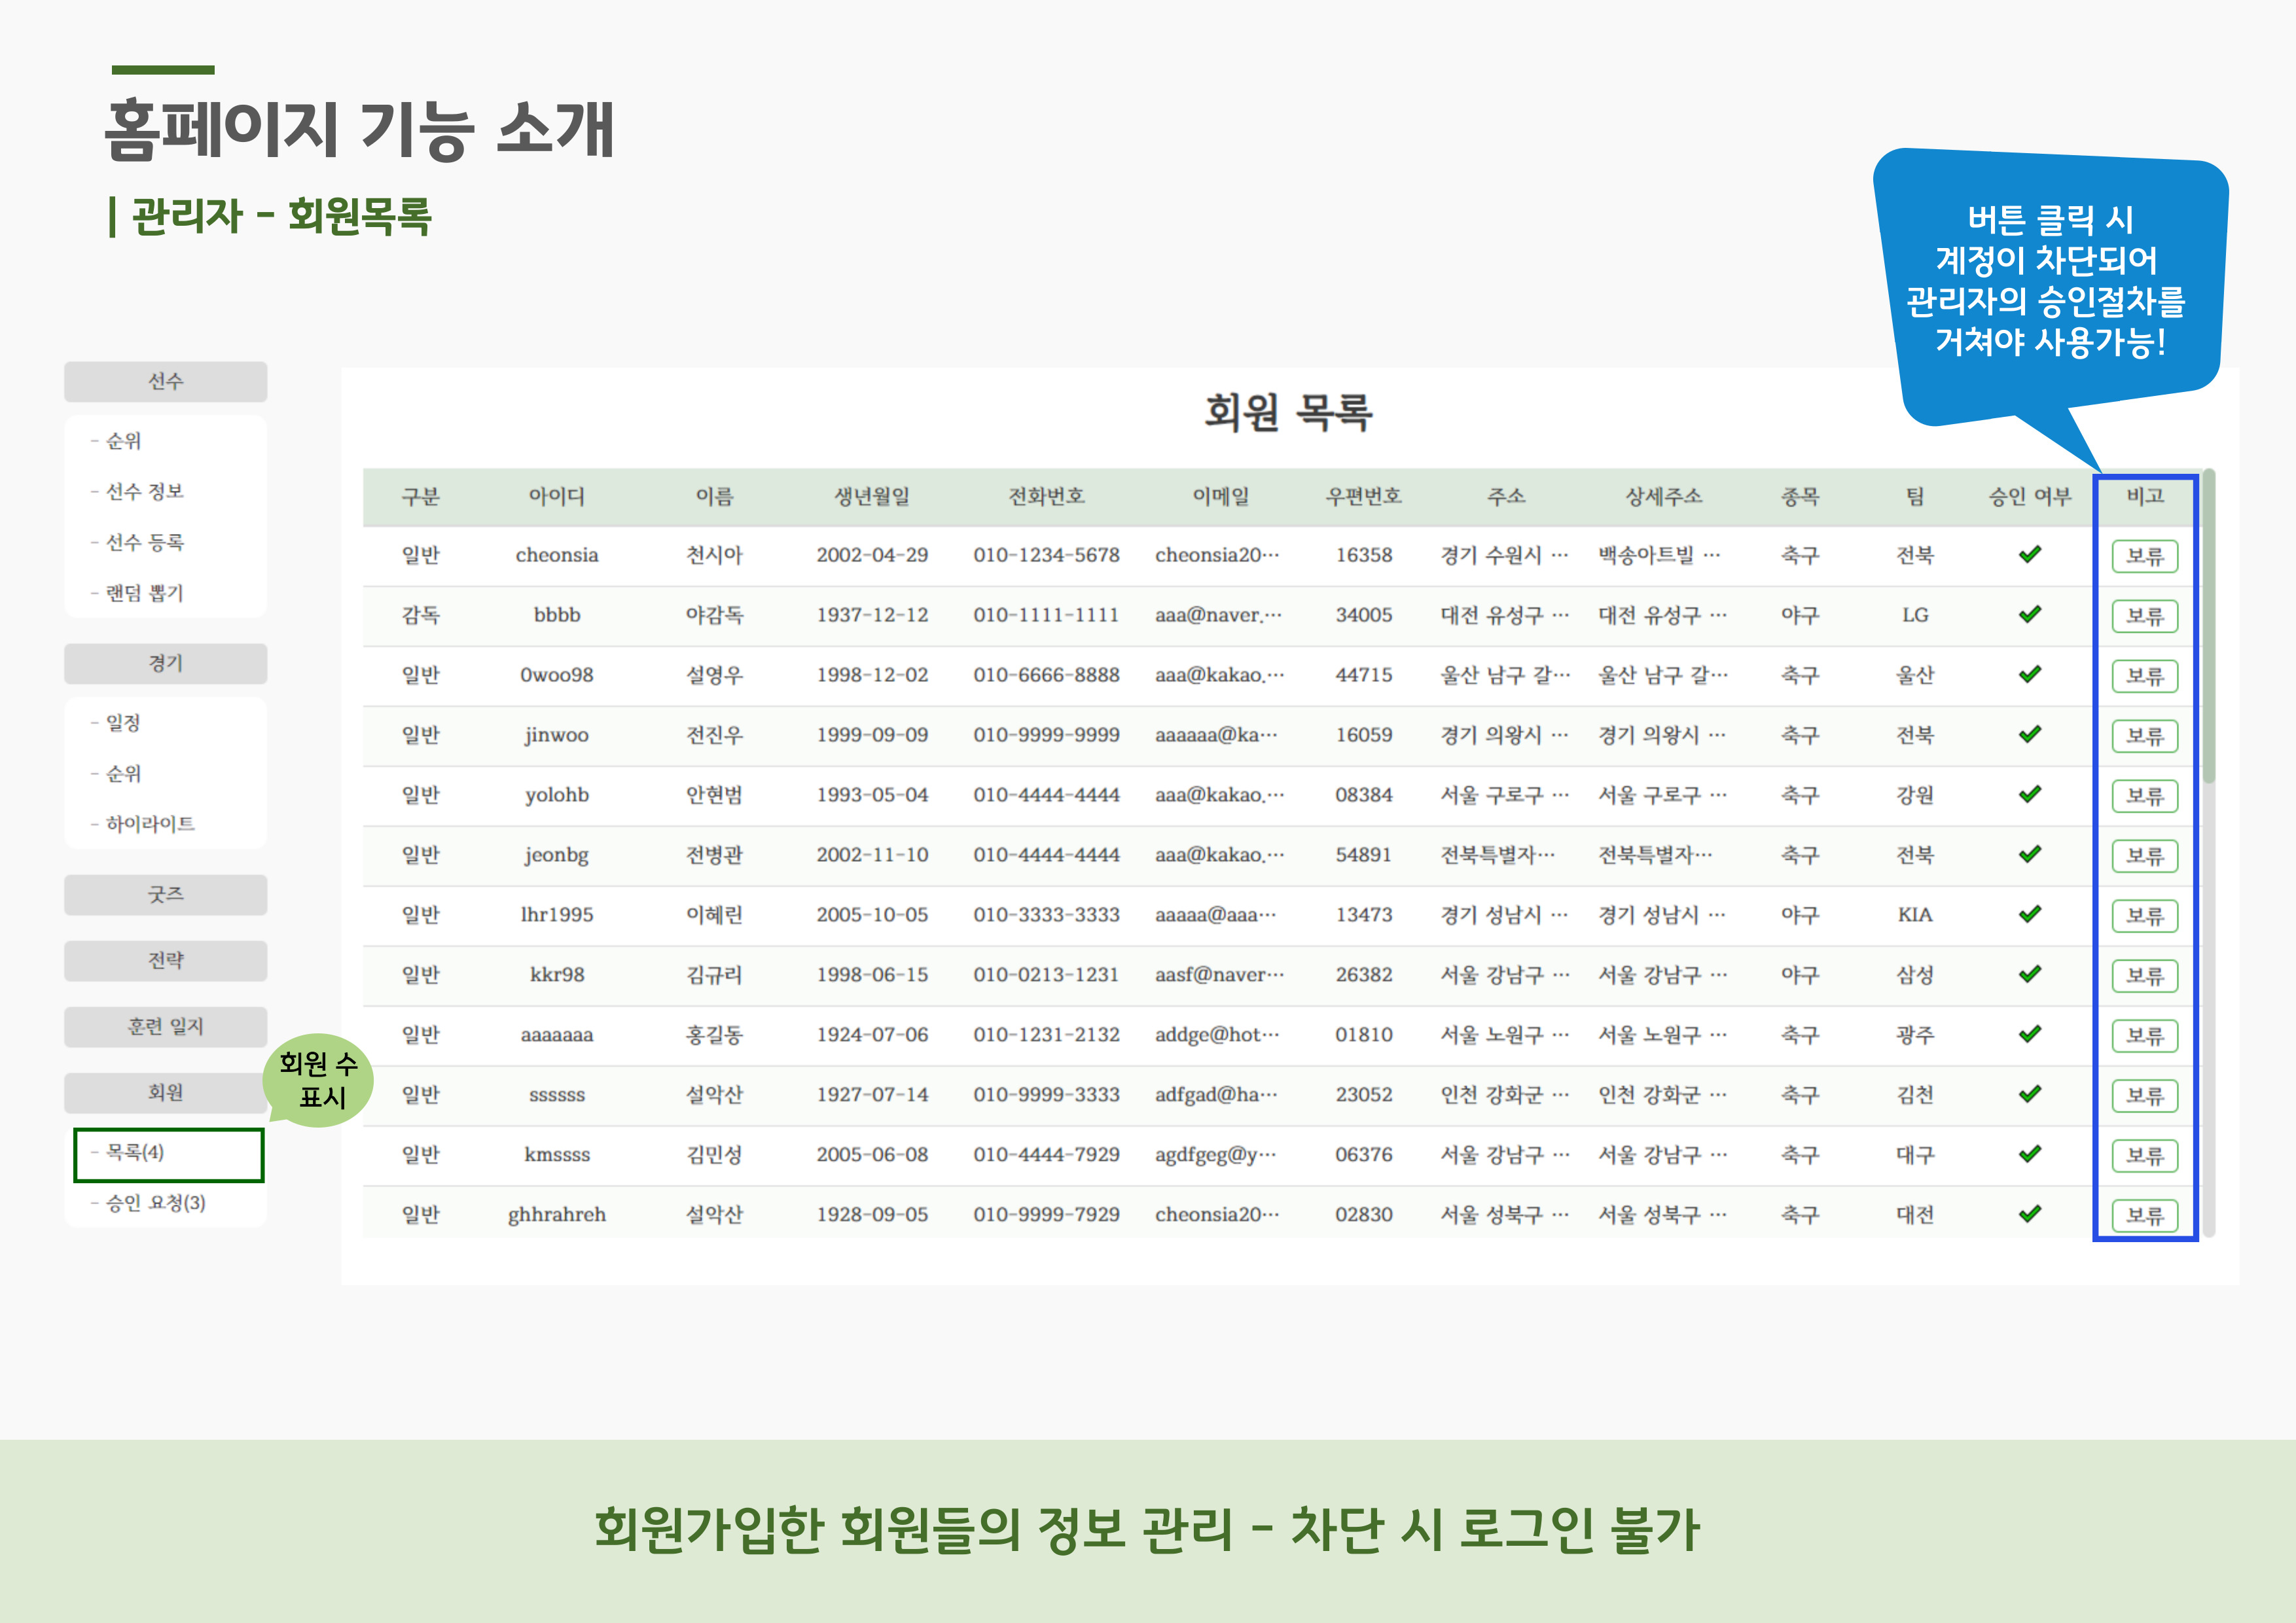 홈페이지 기능 소개
| 관리자 - 회원목록
버튼 클릭 시
계정이 차단되어
관리자의 승인절차를
거쳐야 사용가능!
선수
- 순위
- 선수 정보
- 선수 등록
- 랜덤 뽑기
경기
- 일정
- 순위
- 하이라이트
굿즈
전략
훈련 일지
회원
회원 수
표시
- 목록(4)
- 승인 요청(3)
회원 목록
구분 아이디 이름 생년월일 전화번호 이메일 우편번호 주소 상세주소 종목 팀 승인 여부 비고
일반 cheonsia 천시아 2002-04-29 010-1234-5678 cheonsia20… 16358 경기 수원시 … 백송아트빌 … 축구 전북 ✔ 보류
감독 bbbb 야감독 1937-12-12 010-1111-1111 aaa@naver.… 34005 대전 유성구 … 대전 유성구 … 야구 LG ✔ 보류
일반 0woo98 설영우 1998-12-02 010-6666-8888 aaa@kakao.… 44715 울산 남구 갈… 울산 남구 갈… 축구 울산 ✔ 보류
일반 jinwoo 전진우 1999-09-09 010-9999-9999 aaaaaa@ka… 16059 경기 의왕시 … 경기 의왕시 … 축구 전북 ✔ 보류
일반 yolohb 안현범 1993-05-04 010-4444-4444 aaa@kakao.… 08384 서울 구로구 … 서울 구로구 … 축구 강원 ✔ 보류
일반 jeonbg 전병관 2002-11-10 010-4444-4444 aaa@kakao.… 54891 전북특별자… 전북특별자… 축구 전북 ✔ 보류
일반 lhr1995 이혜린 2005-10-05 010-3333-3333 aaaaa@aaa… 13473 경기 성남시 … 경기 성남시 … 야구 KIA ✔ 보류
일반 kkr98 김규리 1998-06-15 010-0213-1231 aasf@naver… 26382 서울 강남구 … 서울 강남구 … 야구 삼성 ✔ 보류
일반 aaaaaaa 홍길동 1924-07-06 010-1231-2132 addge@hot… 01810 서울 노원구 … 서울 노원구 … 축구 광주 ✔ 보류
일반 ssssss 설악산 1927-07-14 010-9999-3333 adfgad@ha… 23052 인천 강화군 … 인천 강화군 … 축구 김천 ✔ 보류
일반 kmssss 김민성 2005-06-08 010-4444-7929 agdfgeg@y… 06376 서울 강남구 … 서울 강남구 … 축구 대구 ✔ 보류
일반 ghhrahreh 설악산 1928-09-05 010-9999-7929 cheonsia20… 02830 서울 성북구 … 서울 성북구 … 축구 대전 ✔ 보류
회원가입한 회원들의 정보 관리 - 차단 시 로그인 불가